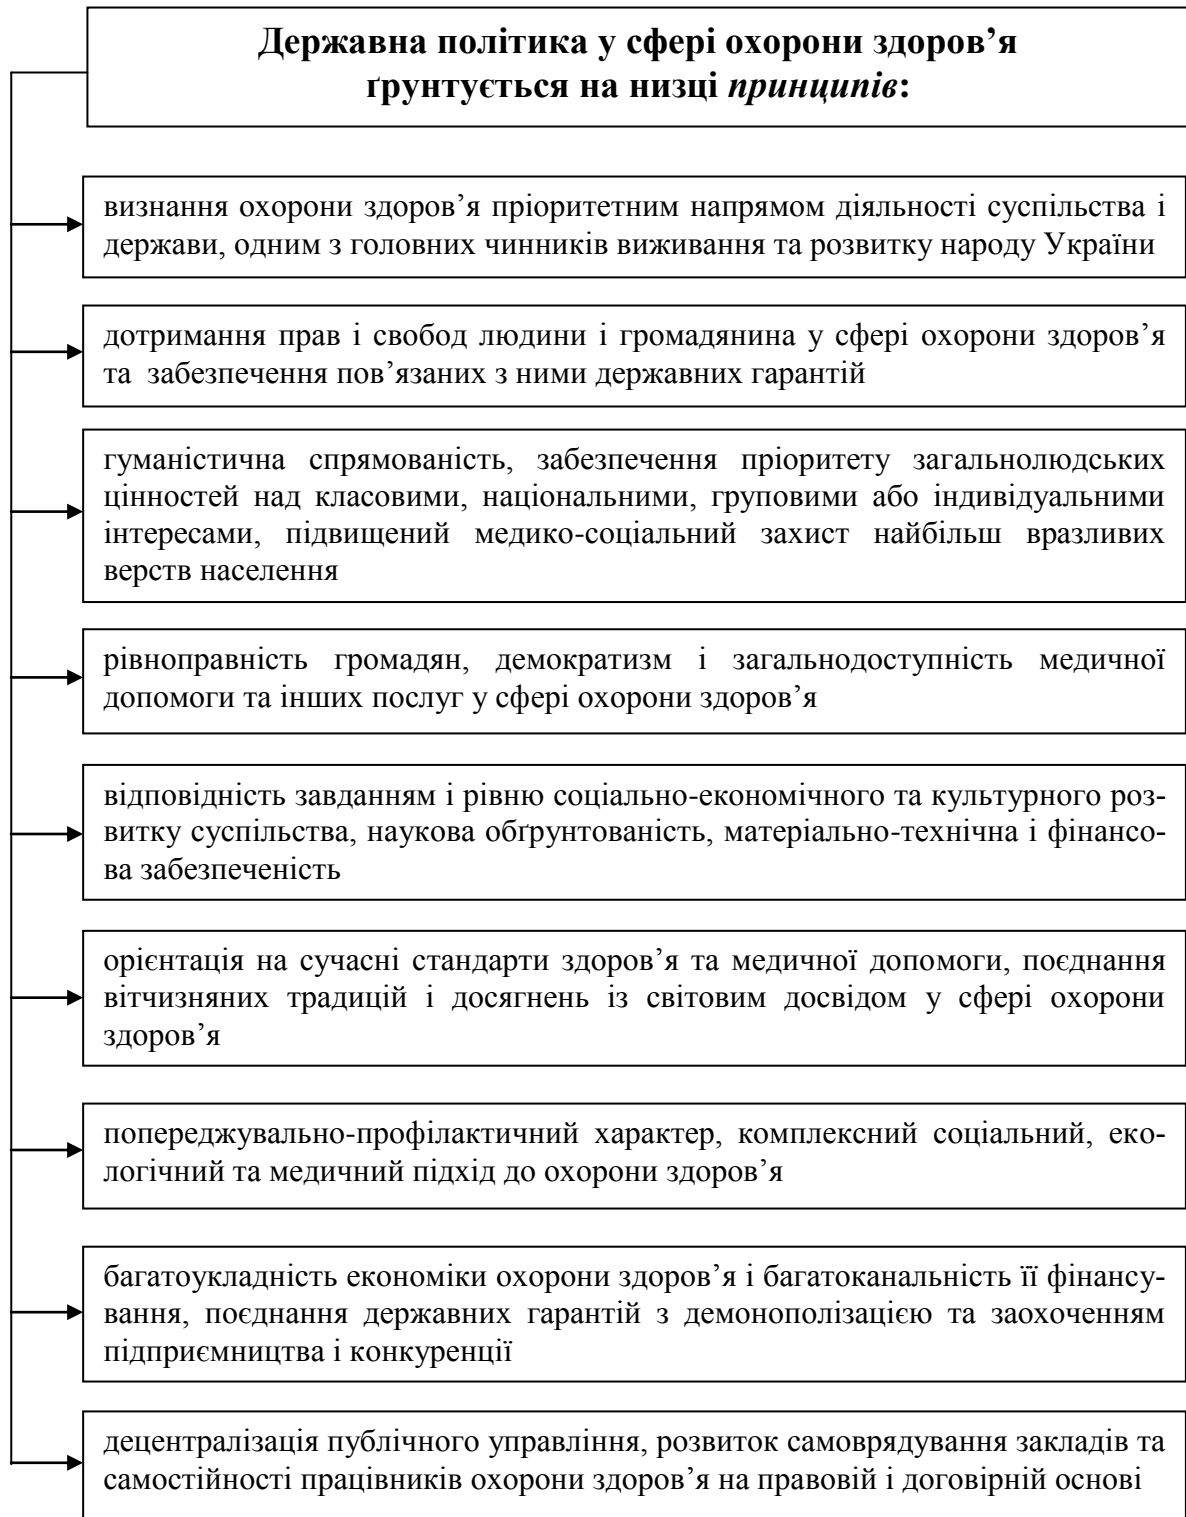 Державна політика у сфері охорони здоров’я
ґрунтується на низці принципів:
визнання охорони здоров’я пріоритетним напрямом діяльності суспільства і
держави, одним з головних чинників виживання та розвитку народу України
дотримання прав і свобод людини і громадянина у сфері охорони здоров’я
та забезпечення пов’язаних з ними державних гарантій
гуманістична спрямованість, забезпечення пріоритету загальнолюдських
цінностей над класовими, національними, груповими або індивідуальними
інтересами, підвищений медико-соціальний захист найбільш вразливих
верств населення
рівноправність громадян, демократизм і загальнодоступність медичної
допомоги та інших послуг у сфері охорони здоров’я
відповідність завданням і рівню соціально-економічного та культурного роз-
витку суспільства, наукова обґрунтованість, матеріально-технічна і фінансо-
ва забезпеченість
орієнтація на сучасні стандарти здоров’я та медичної допомоги, поєднання
вітчизняних традицій і досягнень із світовим досвідом у сфері охорони
здоров’я
попереджувально-профілактичний характер, комплексний соціальний, еко-
логічний та медичний підхід до охорони здоров’я
багатоукладність економіки охорони здоров’я і багатоканальність її фінансу-
вання, поєднання державних гарантій з демонополізацією та заохоченням
підприємництва і конкуренції
децентралізація публічного управління, розвиток самоврядування закладів та
самостійності працівників охорони здоров’я на правовій і договірній основі